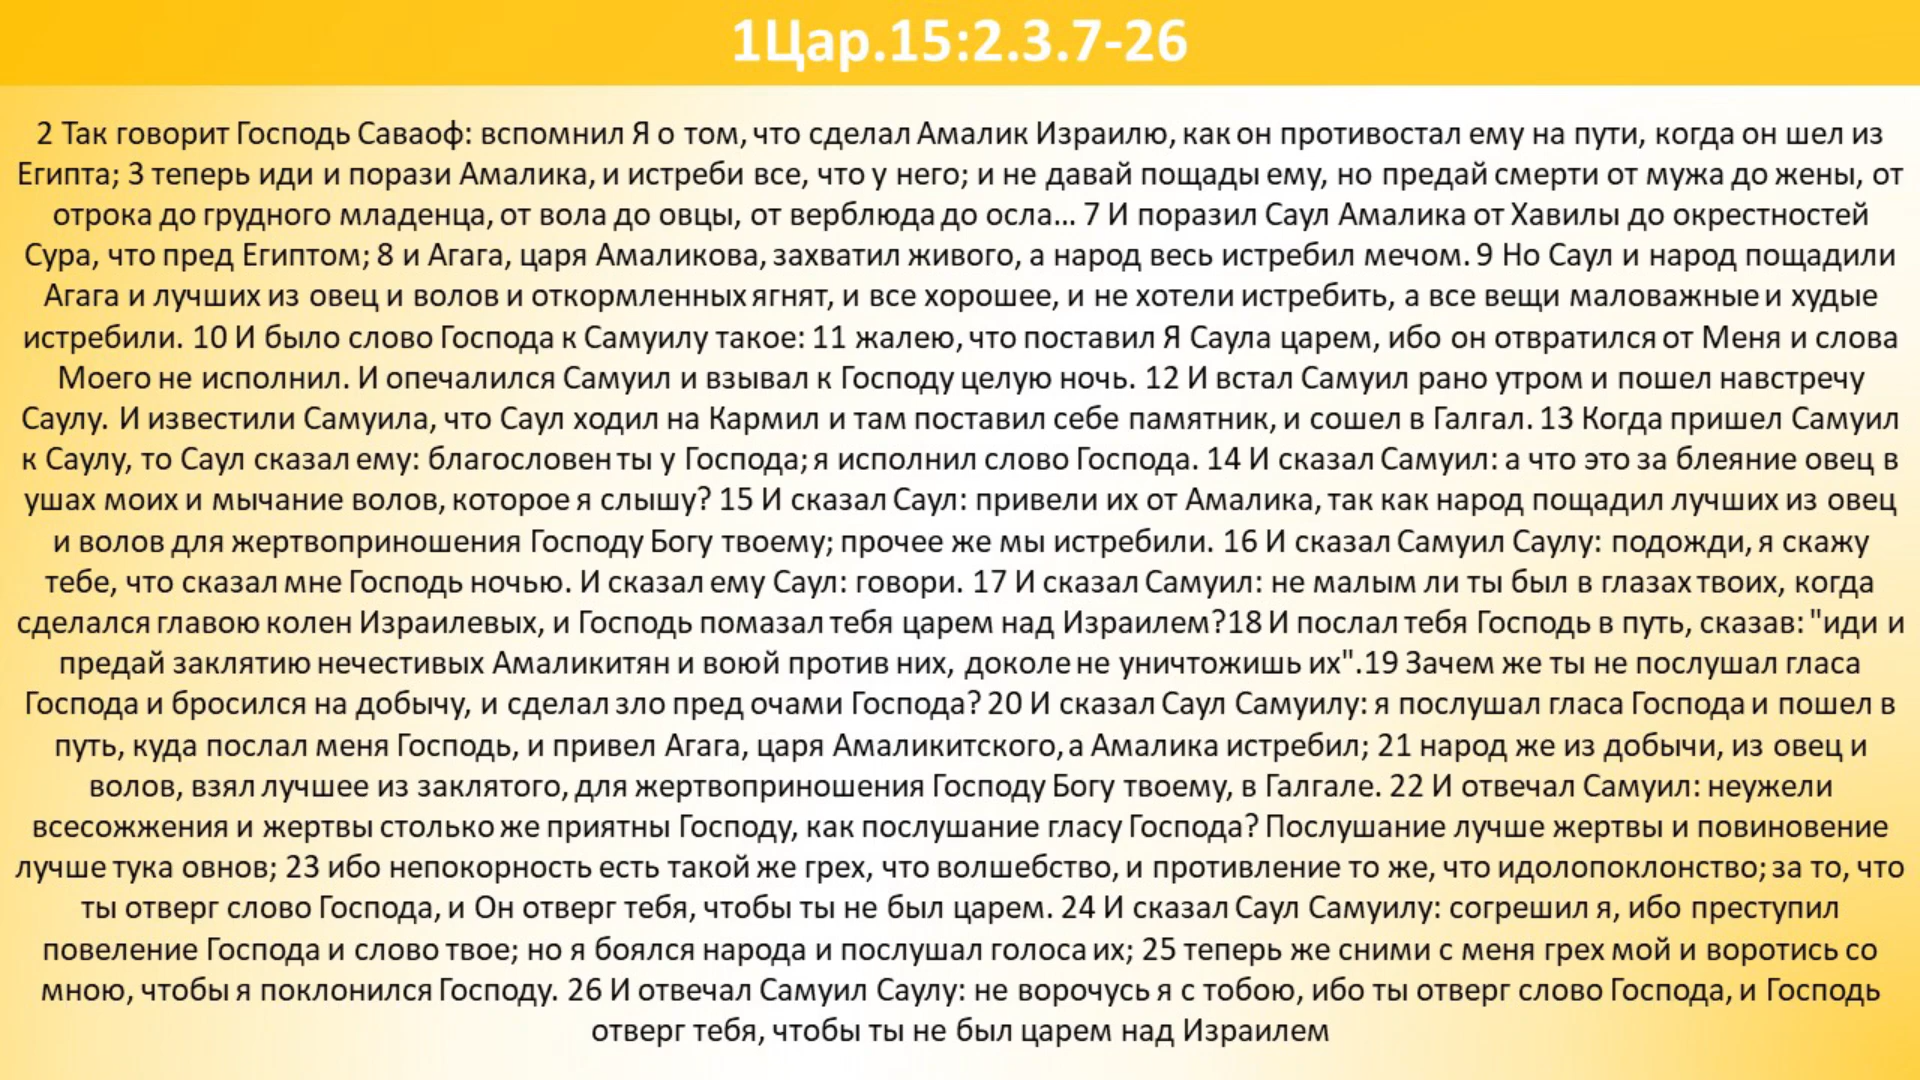 1Цар.15:2.3.7-26
2 Так говорит Господь Саваоф: вспомнил Я о том, что сделал Амалик Израилю, как он противостал ему на пути, когда он шел из
Египта; 3 теперь иди и порази Амалика, и истреби все, что у него; и не давай пощады ему, но предай смерти от мужа до жены, от
отрока до грудного младенца, от вола до овцы, от верблюда до осла... 7 И поразил Саул Амалика от Хавилы до окрестностей
Сура, что пред Египтом; 8 и Агага, царя Амаликова, захватил живого, а народ весь истребил мечом. 9 Но Саул и народ пощадили
Агага и лучших из овец и волов и откормленных ягнят, и все хорошее, и не хотели истребить, а все вещи маловажные и худые
истребили. 10 И было слово Господа к Самуилу такое: 11 жалею, что поставил Я Саула царем, ибо он отвратился от Меня и слова
Моего не исполнил. И опечалился Самуил и взывал к Господу целую ночь. 12 И встал Самуил рано утром и пошел навстречу
Саулу. И известили Самуила, что Саул ходил на Кармил и там поставил себе памятник, и сошел в Галгал. 13 Когда пришел Самуил
к Саулу, то Саул сказал ему: благословен ты у Господа; я исполнил слово Господа. 14 И сказал Самуил: а что это за блеяние овец в
ушах моих и мычание волов, которое я слышу? 15 И сказал Саул: привели их от Амалика, так как народ пощадил лучших из овец
и волов для жертвоприношения Господу Богу твоему; прочее же мы истребили. 16 И сказал Самуил Саулу: подожди, я скажу
тебе, что сказал мне Господь ночью. И сказал ему Саул: говори. 17 И сказал Самуил: не малым ли ты был в глазах твоих, когда
сделался главою колен Израилевых, и Господь помазал тебя царем над Израилем?18 И послал тебя Господь в путь, сказав: "иди и
предай заклятию нечестивых Амаликитян и воюй против них, доколе не уничтожишь их".19 Зачем же ты не послушал гласа
Господа и бросился на добычу, и сделал зло пред очами Господа? 20 И сказал Саул Самуилу: я послушал гласа Господа и пошел в
путь, куда послал меня Господь, и привел Агага, царя Амаликитского, а Амалика истребил; 21 народ же из добычи, из овец и
волов, взял лучшее из заклятого, для жертвоприношения Господу Богу твоему, в Галгале. 22 И отвечал Самуил: неужели
всесожжения и жертвы столько же приятны Господу, как послушание гласу Господа? Послушание лучше жертвы и повиновение
лучше тука овнов; 23 ибо непокорность есть такой же грех, что волшебство, и противление то же, что идолопоклонство; за то, что
ты отверг слово Господа, и Он отверг тебя, чтобы ты не был царем. 24 И сказал Саул Самуилу: согрешил я, ибо преступил
повеление Господа и слово твое; но я боялся народа и послушал голоса их; 25 теперь же сними с меня грех мой и воротись со
мною, чтобы я поклонился Господу. 26 И отвечал Самуил Саулу: не ворочусь я с тобою, ибо ты отверг слово Господа, и Господь
отверг тебя, чтобы ты не был царем над Израилем